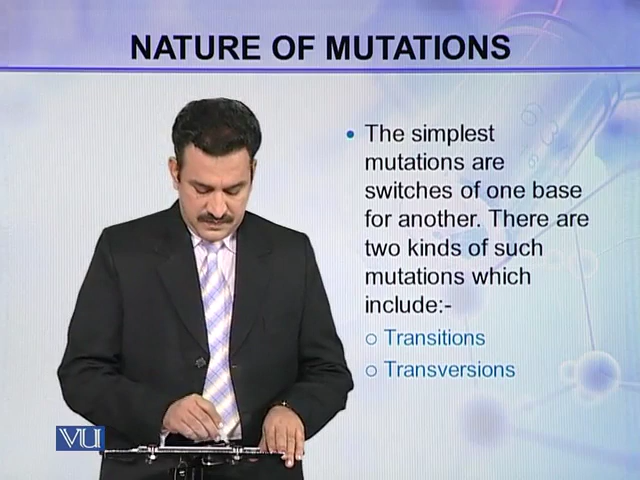 NATURE OF MUTATIONS
The simplest
mutations are
switches of one base
for another. There are
two kinds of such
mutations which
include:-
Transitions
Transversions
VU